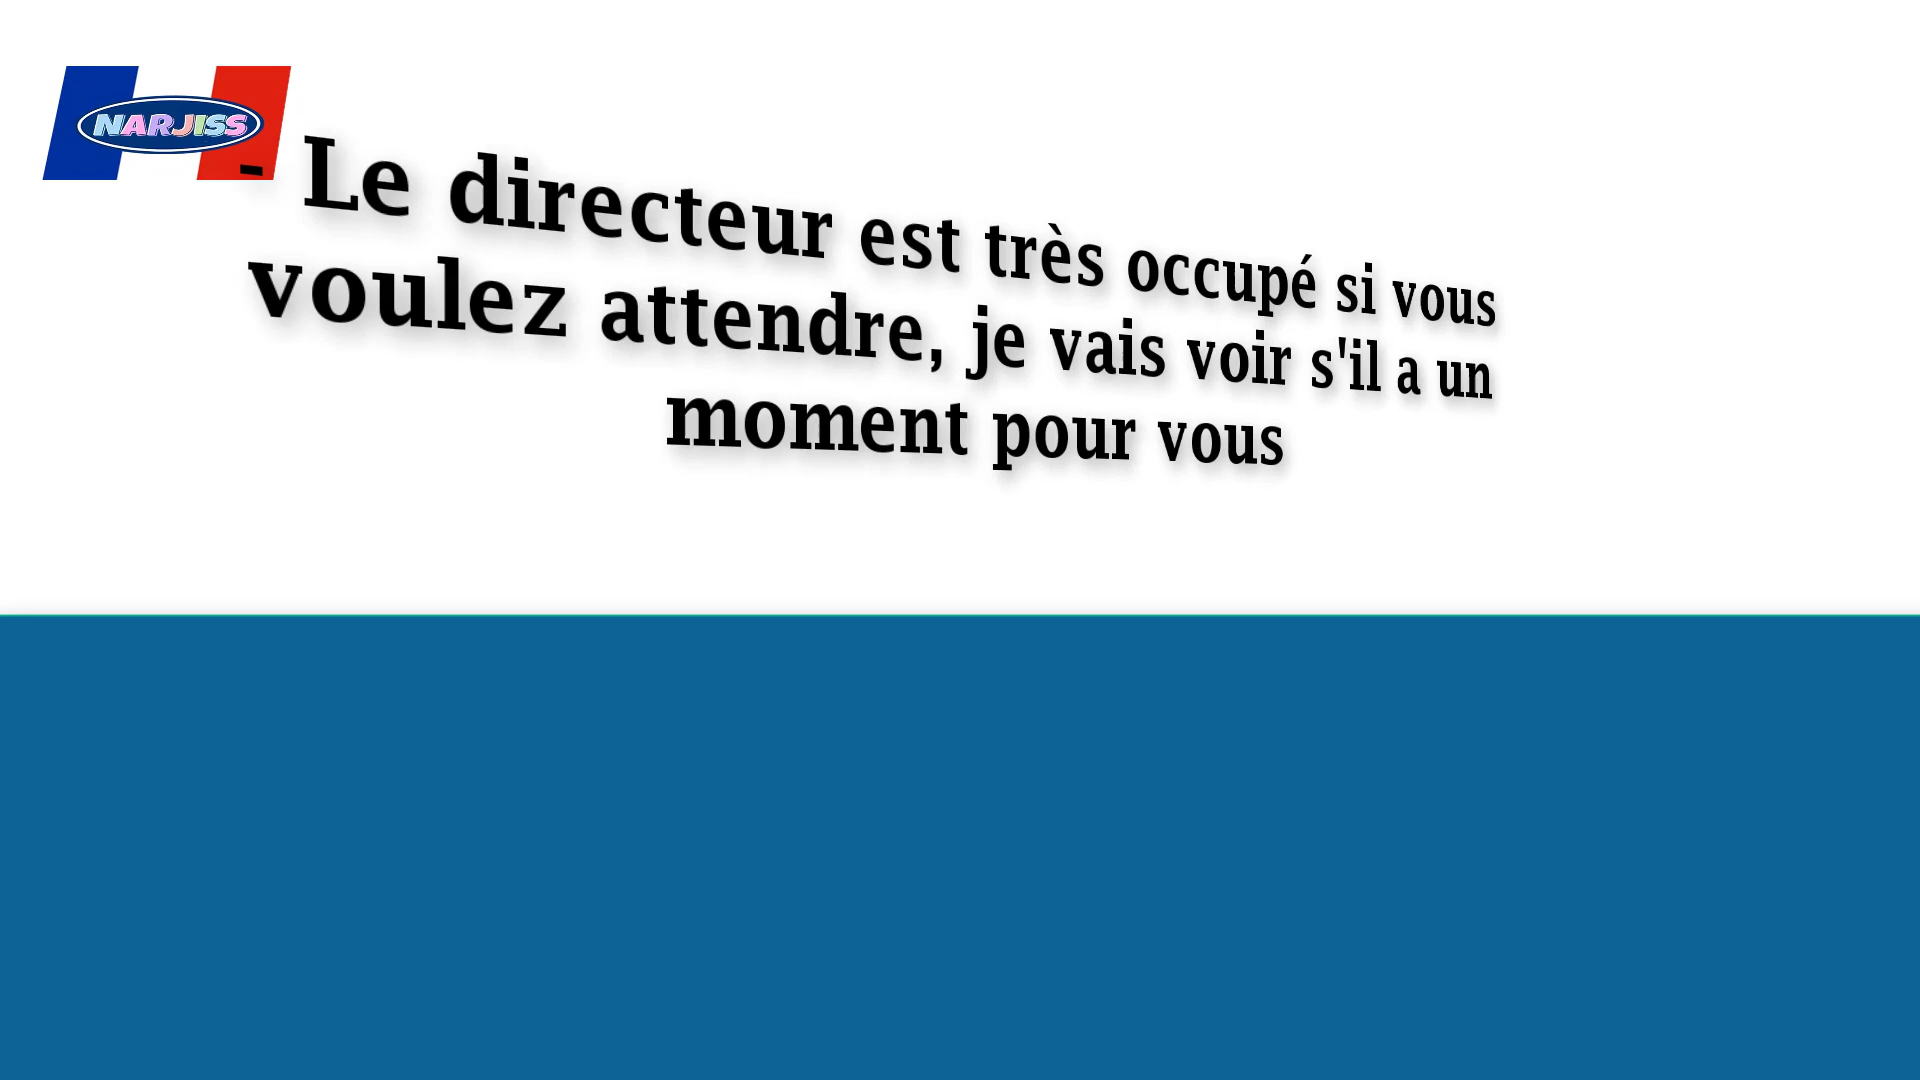 NARJISS
- Le directeur est très occupé si vous
voulez attendre, je vais voir s'il a un
moment pour vous